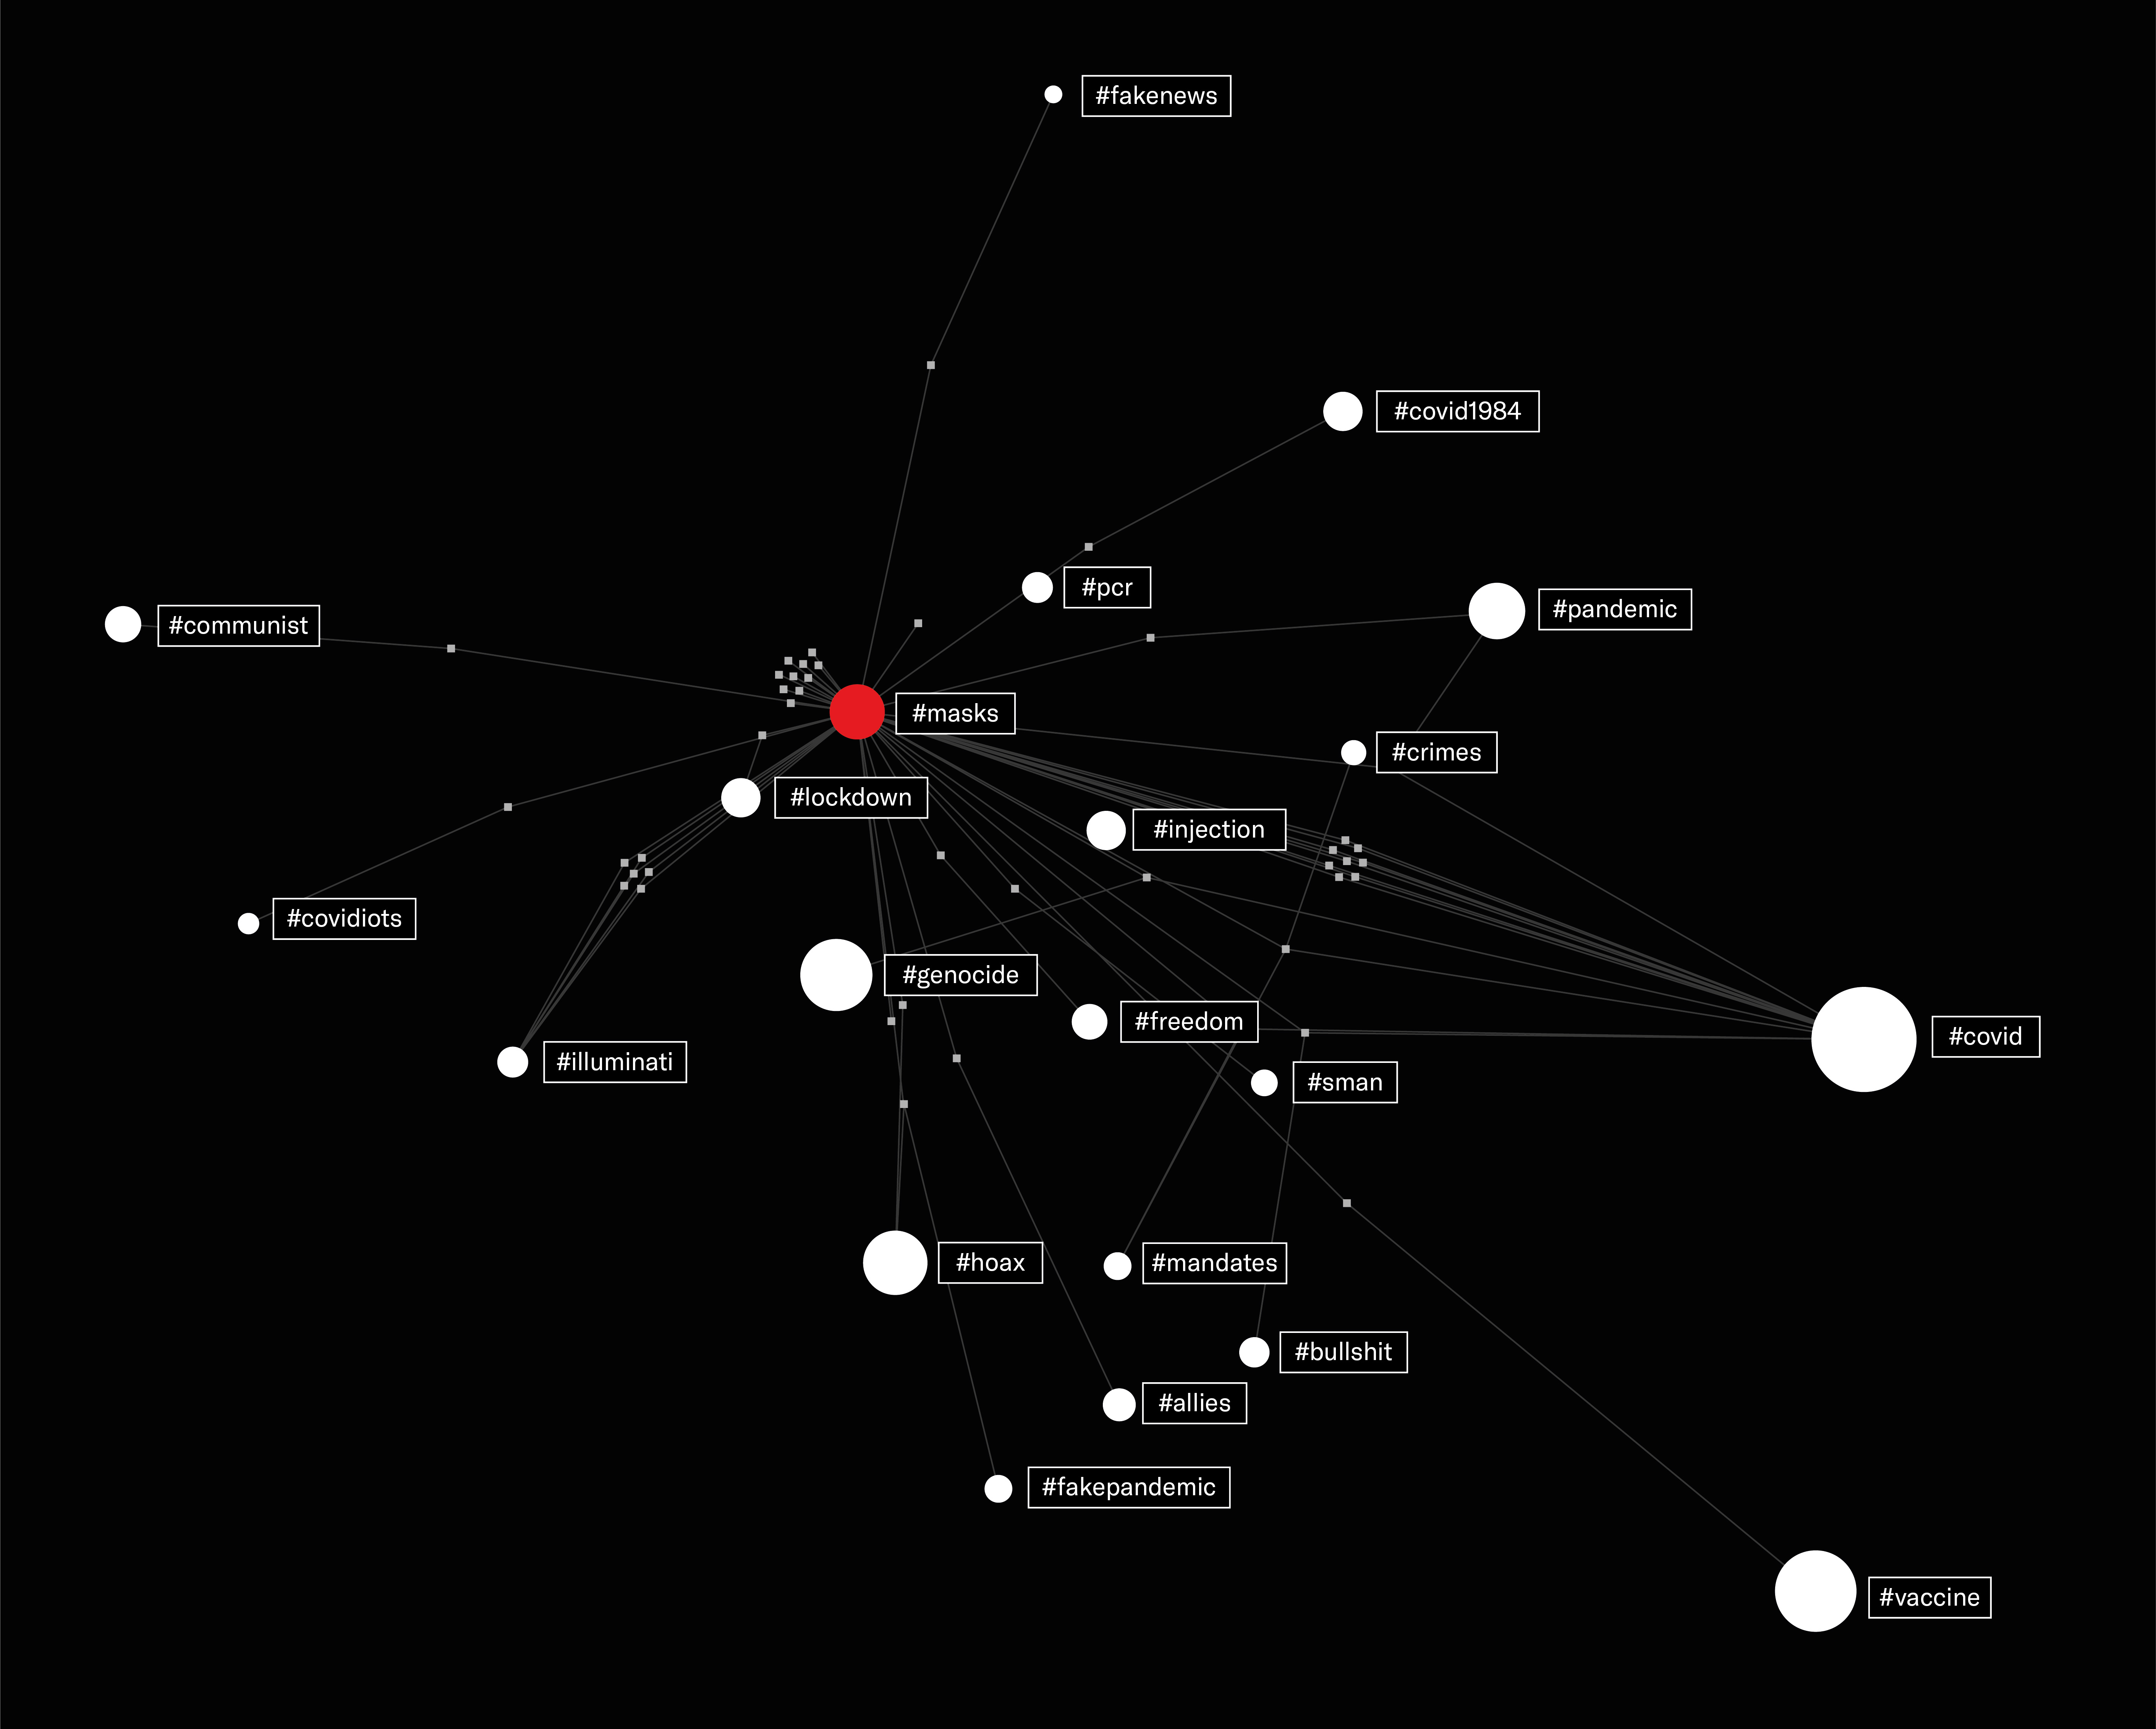 #fakenews
#covid1984
#pcr
#pandemic
#communist
#masks
#crimes
#lockdown
#injection
#covidiots
#genocide
#freedom
#covid
#illuminati
#sman
#hoax
#mandates
#bullshit
#allies
#fakepandemic
#vaccine